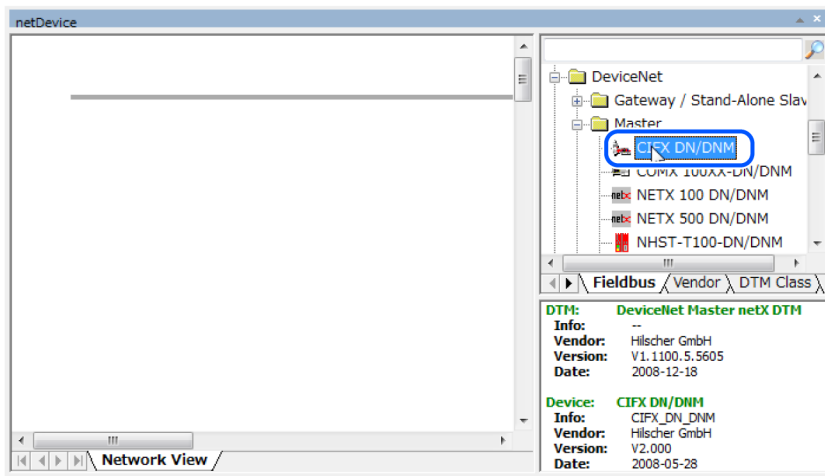 netDevice
DeviceNet
Gateway / Stand-Alone Slav
Master
CIFX DN/DNM
COMX 100XX-DN/DNM
netX NETX 100 DN/DNM
netX NETX 500 DN/DNM
NHST-T100-DN/DNM
Fieldbus / Vendor \ DTM Class
DTM: DeviceNet Master netX DTM
Info: --
Vendor: Hilscher GmbH
Version: V1.1100.5.5605
Date: 2008-12-18
Device: CIFX DN/DNM
Info: CIFX_DN_DNM
Vendor: Hilscher GmbH
Version: V2.000
Date: 2008-05-28
Network View